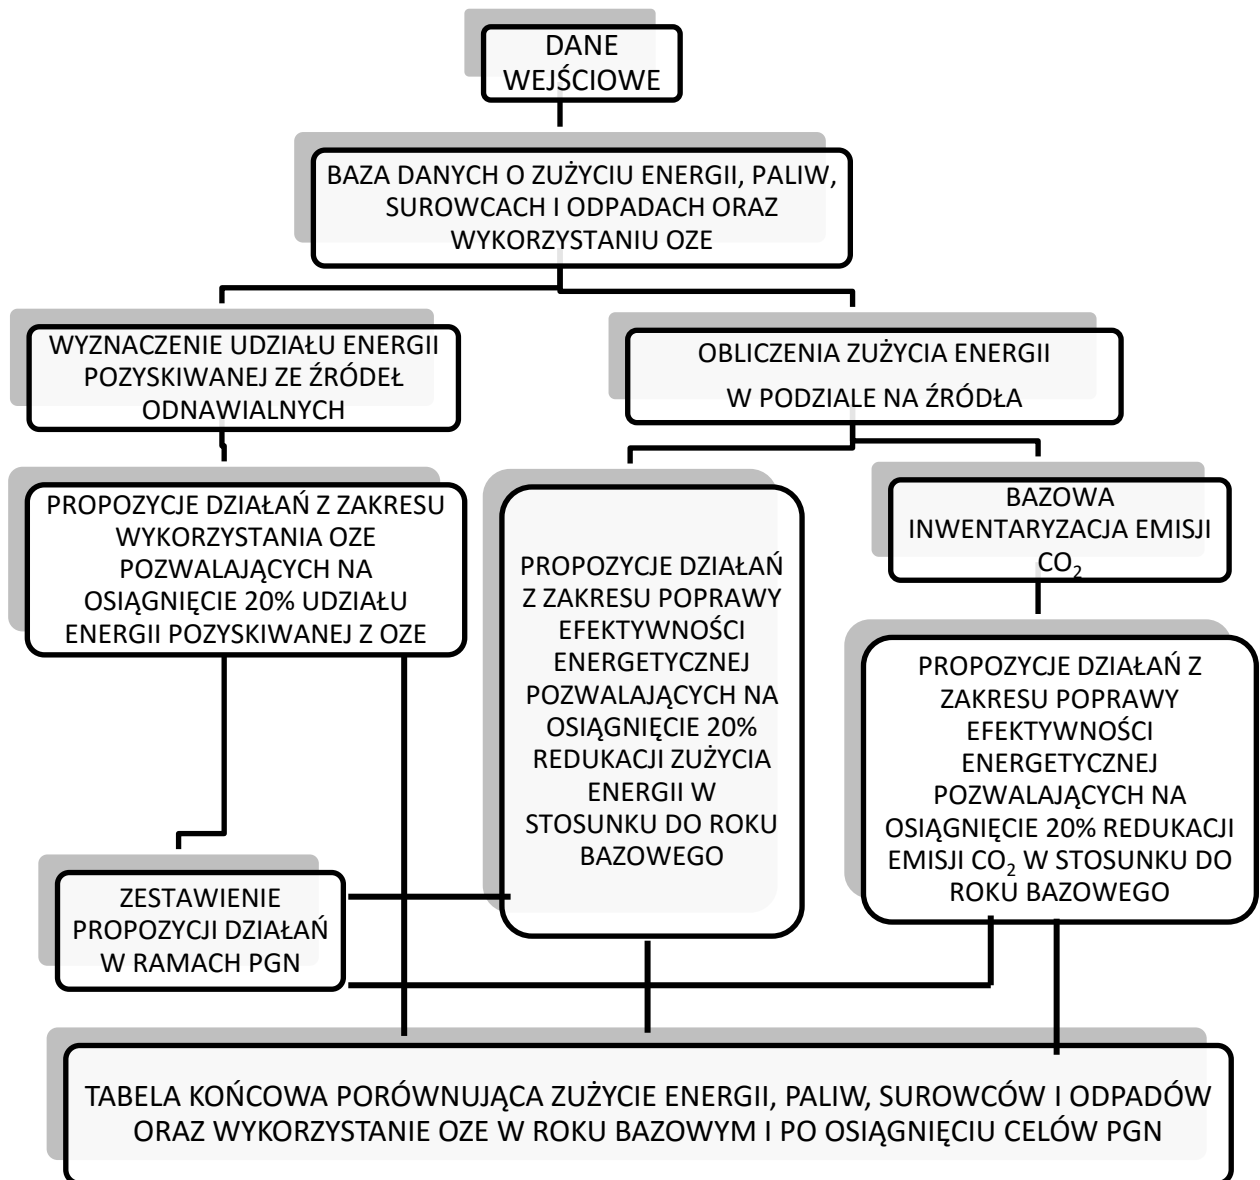 DANE
WEJŚCIOWE
BAZA DANYCH O ZUŻYCIU ENERGII, PALIW,
SUROWCACH I ODPADACH ORAZ
WYKORZYSTANIU OZE
WYZNACZENIE UDZIAŁU ENERGII
POZYSKIWANEJ ZE ŹRÓDEŁ
ODNAWIALNYCH
OBLICZENIA ZUŻYCIA ENERGII
W PODZIALE NA ŹRÓDŁA
PROPOZYCJE DZIAŁAŃ Z ZAKRESU
WYKORZYSTANIA OZE
POZWALAJĄCYCH NA
OSIĄGNIĘCIE 20% UDZIAŁU
ENERGII POZYSKIWANEJ Z OZE
PROPOZYCJE DZIAŁAŃ
Z ZAKRESU POPRAWY
EFEKTYWNOŚCI
ENERGETYCZNEJ
POZWALAJĄCYCH NA
OSIĄGNIĘCIE 20%
REDUKACJI ZUŻYCIA
ENERGII W
STOSUNKU DO ROKU
BAZOWEGO
BAZOWA
INWENTARYZACJA EMISJI
CO₂
PROPOZYCJE DZIAŁAŃ Z
ZAKRESU POPRAWY
EFEKTYWNOŚCI
ENERGETYCZNEJ
POZWALAJĄCYCH NA
OSIĄGNIĘCIE 20% REDUKACJI
EMISJI CO₂ W STOSUNKU DO
ROKU BAZOWEGO
ZESTAWIENIE
PROPOZYCJI DZIAŁAŃ
W RAMACH PGN
TABELA KOŃCOWA PORÓWNUJĄCA ZUŻYCIE ENERGII, PALIW, SUROWCÓW I ODPADÓW
ORAZ WYKORZYSTANIE OZE W ROKU BAZOWYM I PO OSIĄGNIĘCIU CELÓW PGN